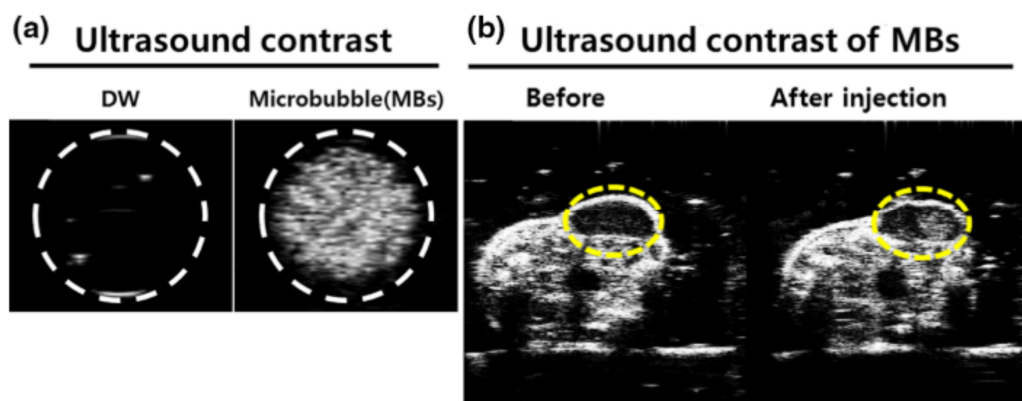 (a) Ultrasound contrast
DW Microbubble(MBs)
(b) Ultrasound contrast of MBs
Before After injection